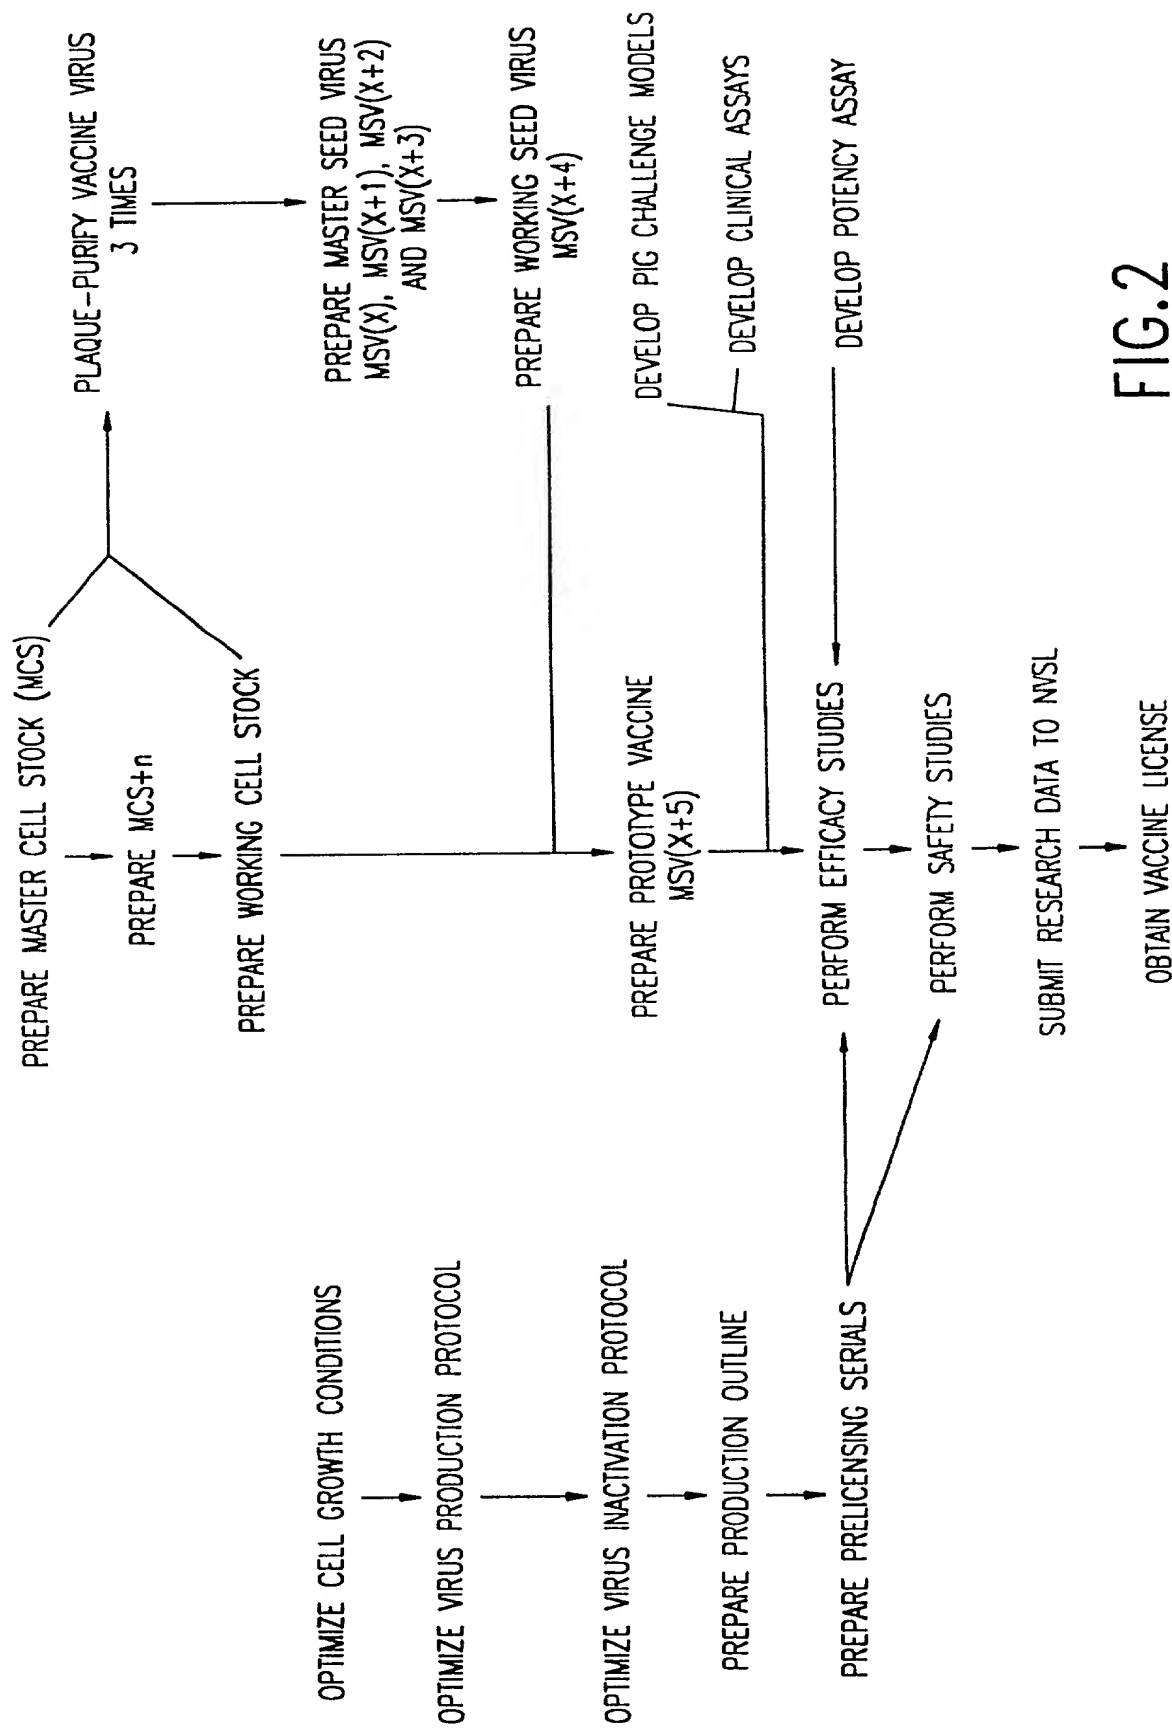 PREPARE MASTER CELL STOCK (MCS)
PREPARE MCS+n
PREPARE WORKING CELL STOCK
PLAQUE-PURIFY VACCINE VIRUS
3 TIMES
PREPARE MASTER SEED VIRUS
MSV(X), MSV(X+1), MSV(X+2)
AND MSV(X+3)
PREPARE WORKING SEED VIRUS
MSV(X+4)
OPTIMIZE CELL GROWTH CONDITIONS
OPTIMIZE VIRUS PRODUCTION PROTOCOL
OPTIMIZE VIRUS INACTIVATION PROTOCOL
PREPARE PRODUCTION OUTLINE
PREPARE PRELICENSING SERIALS
PREPARE PROTOTYPE VACCINE
MSV(X+5)
DEVELOP PIG CHALLENGE MODELS
DEVELOP CLINICAL ASSAYS
DEVELOP POTENCY ASSAY
PERFORM EFFICACY STUDIES
PERFORM SAFETY STUDIES
SUBMIT RESEARCH DATA TO NVSL
OBTAIN VACCINE LICENSE
FIG.2